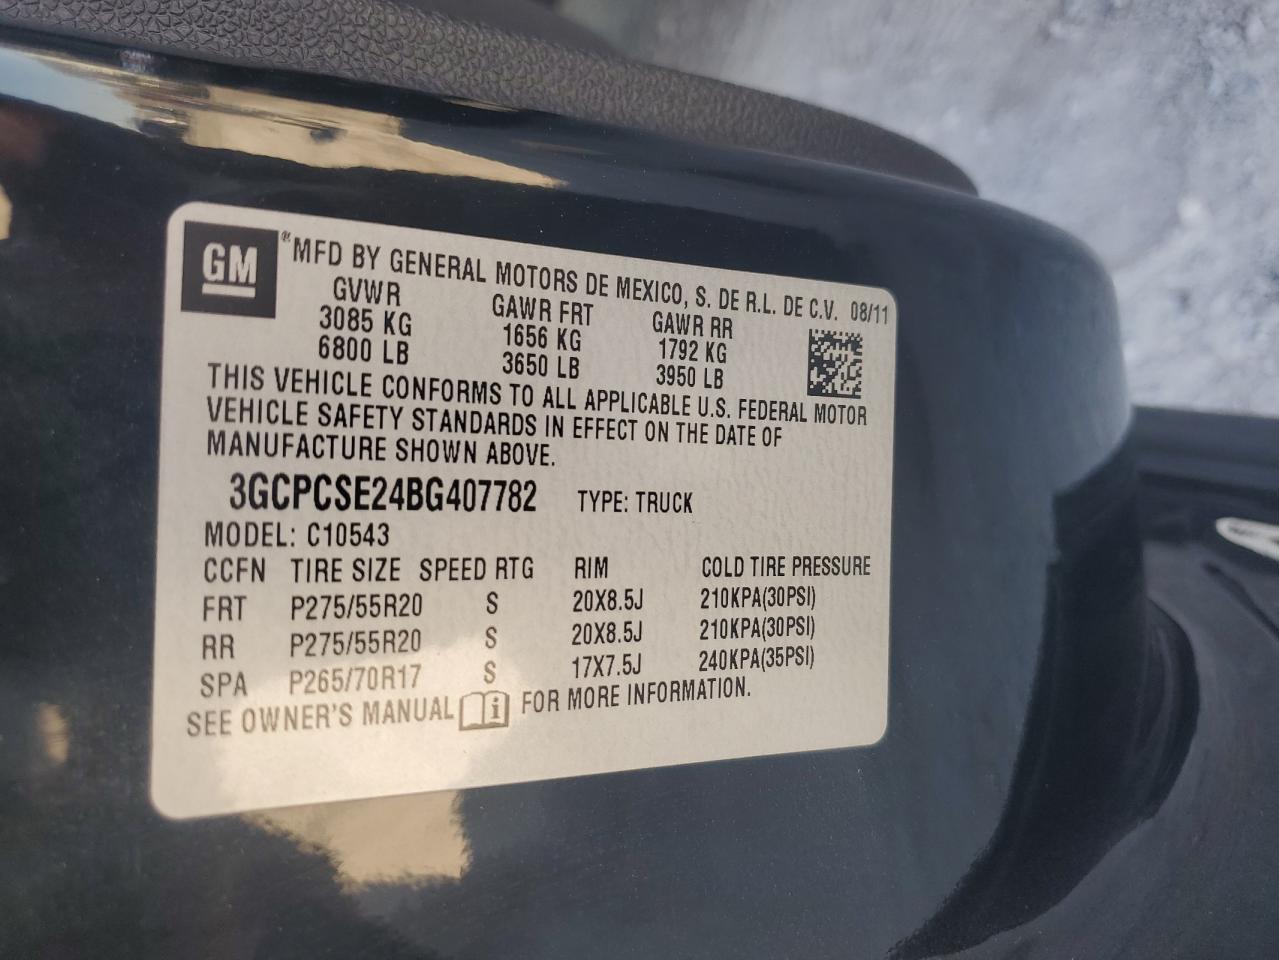 GM ® MFD BY GENERAL MOTORS DE MEXICO, S. DE R.L. DE C.V. 08/11
GVWR GAWR FRT GAWR RR
3085 KG 1656 KG 1792 KG
6800 LB 3650 LB 3950 LB
THIS VEHICLE CONFORMS TO ALL APPLICABLE U.S. FEDERAL MOTOR
VEHICLE SAFETY STANDARDS IN EFFECT ON THE DATE OF
MANUFACTURE SHOWN ABOVE.
3GCPCSE24BG407782 TYPE: TRUCK
MODEL: C10543
CCFN TIRE SIZE SPEED RTG RIM COLD TIRE PRESSURE
FRT P275/55R20 S 20X8.5J 210KPA(30PSI)
RR P275/55R20 S 20X8.5J 210KPA(30PSI)
SPA P265/70R17 S 17X7.5J 240KPA(35PSI)
SEE OWNER'S MANUAL i FOR MORE INFORMATION.